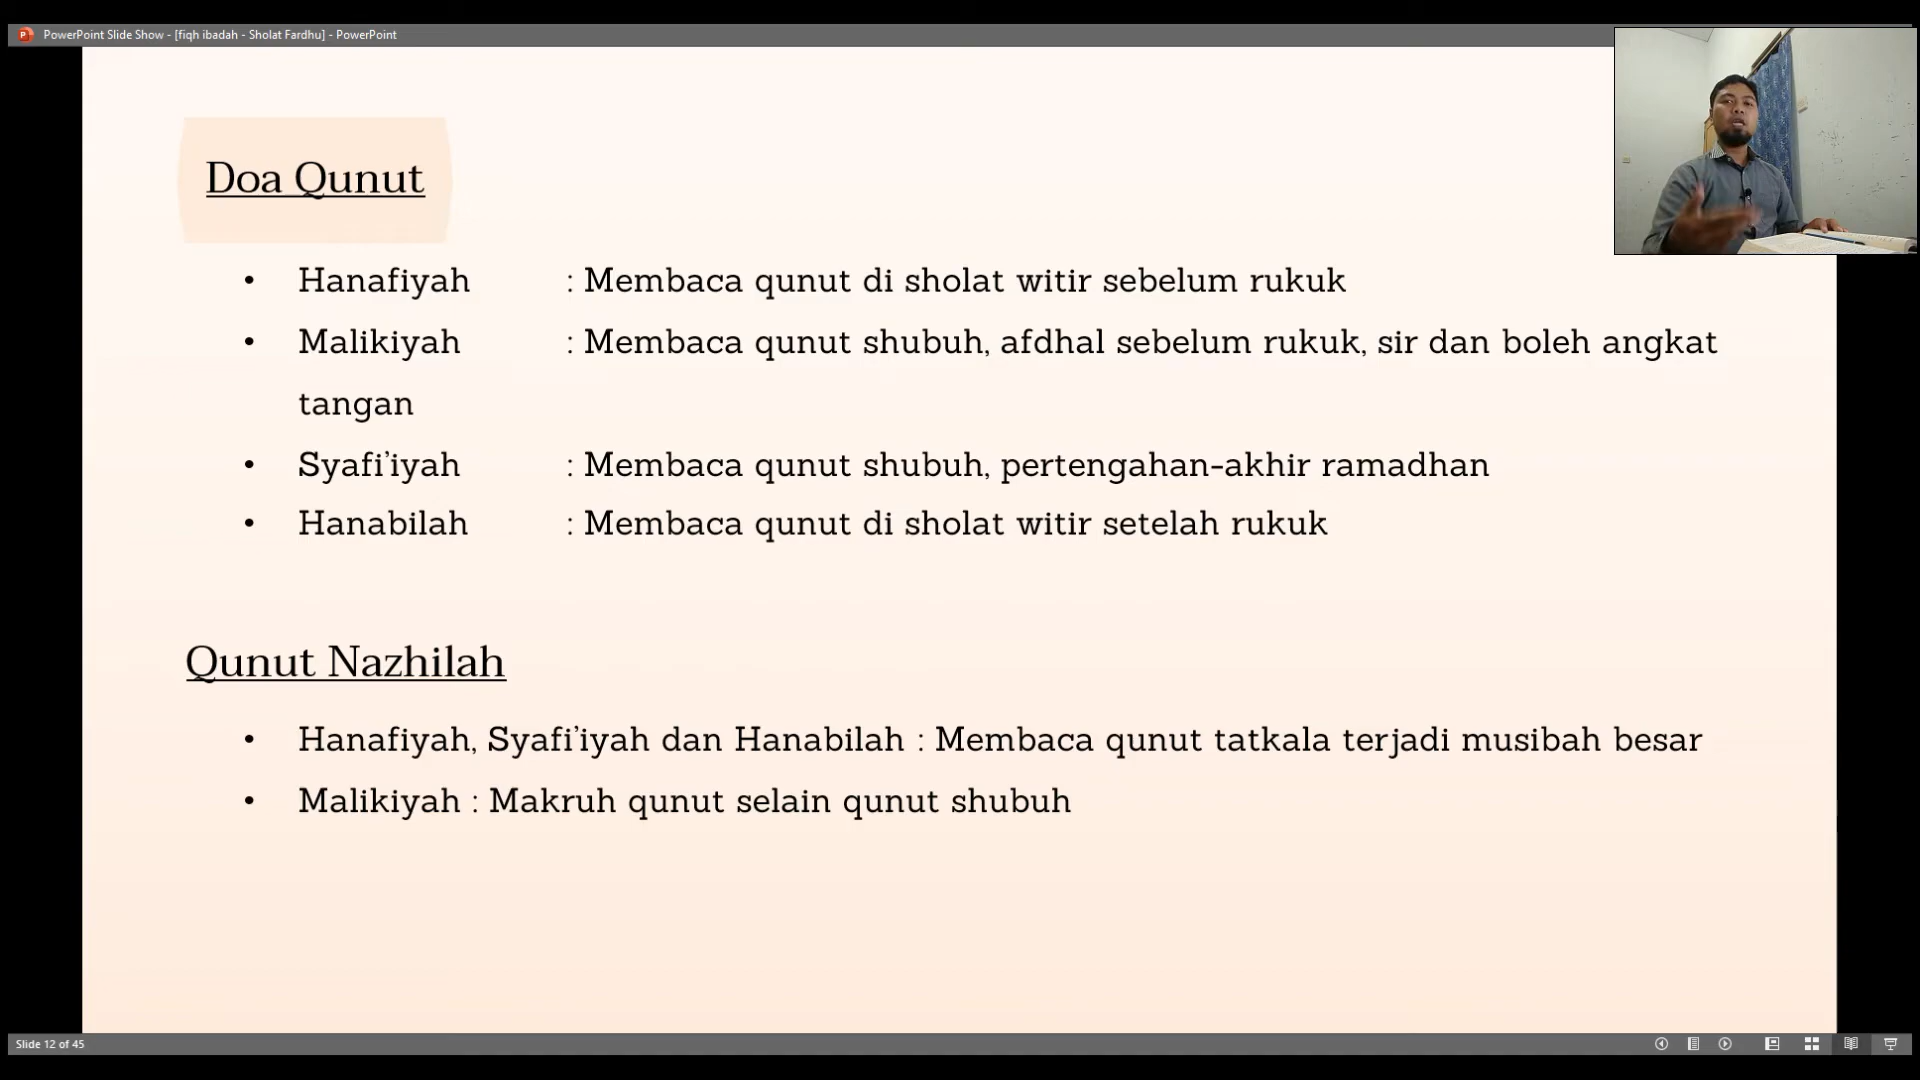 PowerPoint Slide Show - [fiqh ibadah - Sholat Fardhu] - PowerPoint
Doa Qunut
• Hanafiyah : Membaca qunut di sholat witir sebelum rukuk
• Malikiyah : Membaca qunut shubuh, afdhal sebelum rukuk, sir dan boleh angkat
tangan
• Syafi'iyah : Membaca qunut shubuh, pertengahan-akhir ramadhan
• Hanabilah : Membaca qunut di sholat witir setelah rukuk
Qunut Nazhilah
• Hanafiyah, Syafi'iyah dan Hanabilah : Membaca qunut tatkala terjadi musibah besar
• Malikiyah : Makruh qunut selain qunut shubuh
Slide 12 of 45